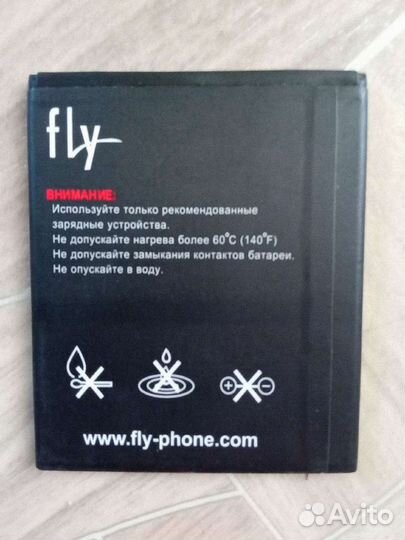 fly
ВНИМАНИЕ:
Используйте только рекомендованные
зарядные устройства.
Не допускайте нагрева более 60°C (140°F)
Не допускайте замыкания контактов батареи.
Не опускайте в воду.
www.fly-phone.com
Avito